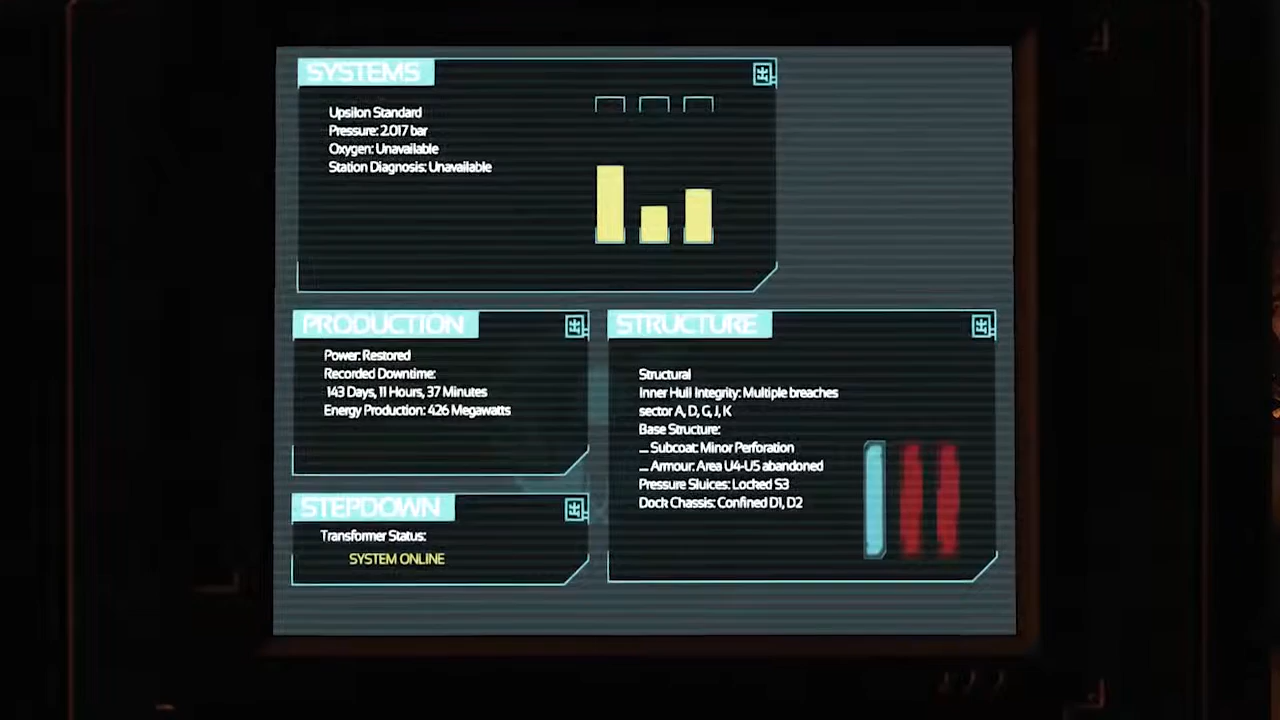 SYSTEMS
Upsilon Standard
Pressure: 2.017 bar
Oxygen: Unavailable
Station Diagnosis: Unavailable
PRODUCTION
Power: Restored
Recorded Downtime:
143 Days, 11 Hours, 37 Minutes
Energy Production: 426 Megawatts
STEPDOWN
Transformer Status:
SYSTEM ONLINE
STRUCTURE
Structural
Inner Hull Integrity: Multiple breaches
sector A, D, G, J, K
Base Structure:
_ Subcoat: Minor Perforation
_ Armour: Area U4-U5 abandoned
Pressure Sluices: Locked S3
Dock Chassis: Confined D1, D2